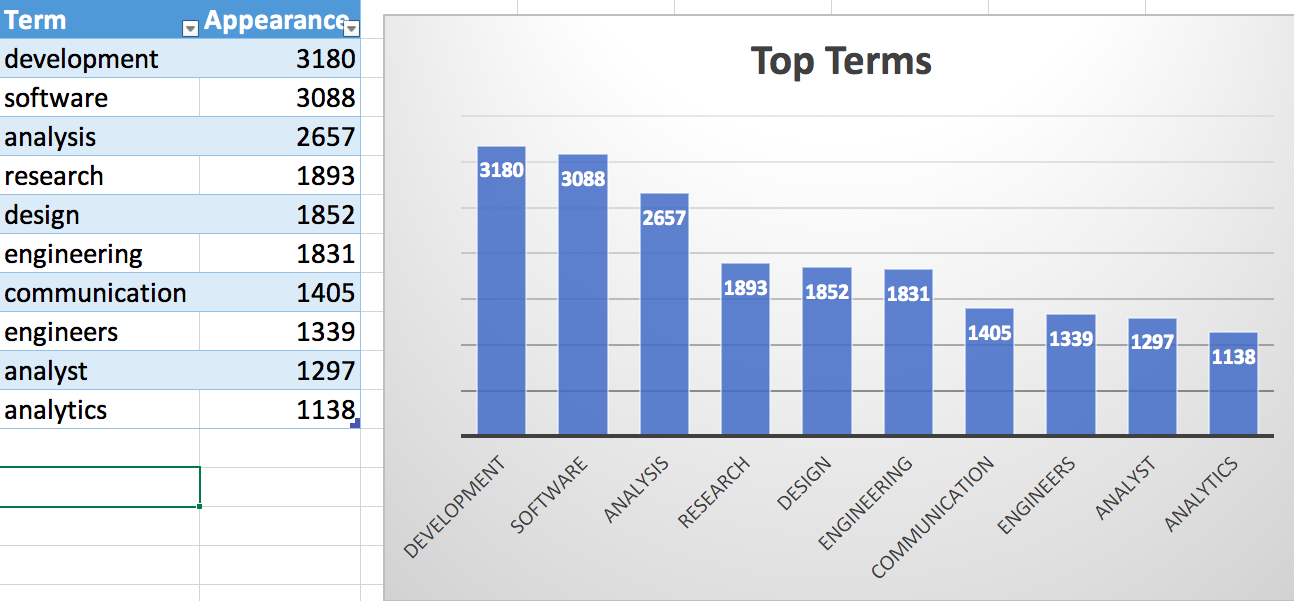 Term Appearance
development 3180
software 3088
analysis 2657
research 1893
design 1852
engineering 1831
communication 1405
engineers 1339
analyst 1297
analytics 1138
Top Terms
3180 3088 2657 1893 1852 1831 1405 1339 1297 1138
DEVELOPMENT SOFTWARE ANALYSIS RESEARCH DESIGN ENGINEERING COMMUNICATION ENGINEERS ANALYST ANALYTICS